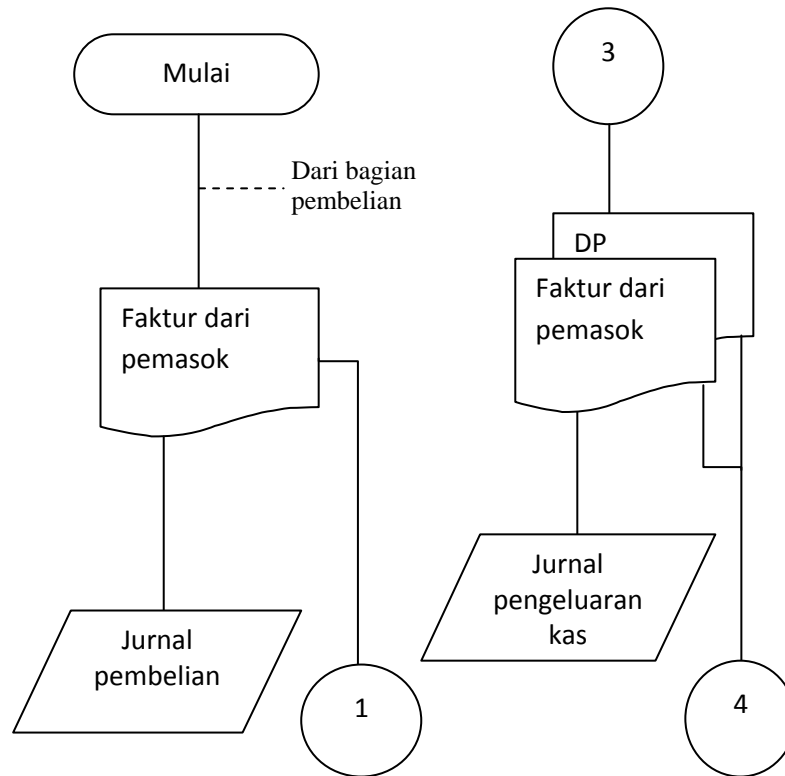 Mulai
Dari bagian
pembelian
Faktur dari
pemasok
Jurnal
pembelian
1
3
DP
Faktur dari
pemasok
Jurnal
pengeluaran
kas
4